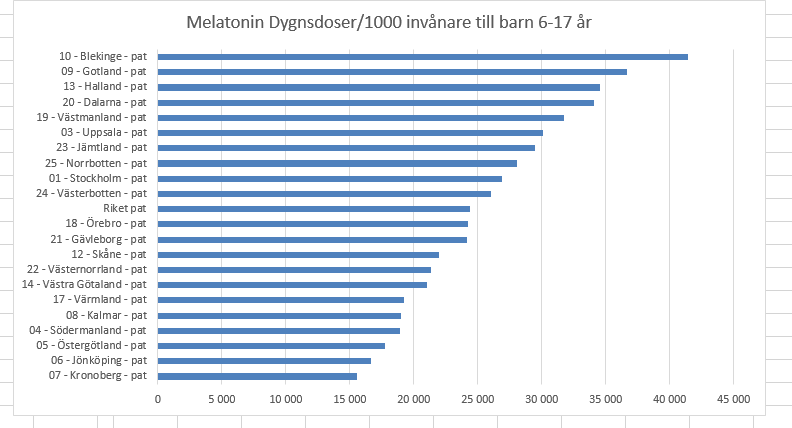 Melatonin Dygnsdoser/1000 invånare till barn 6-17 år
10 - Blekinge - pat
09 - Gotland - pat
13 - Halland - pat
20 - Dalarna - pat
19 - Västmanland - pat
03 - Uppsala - pat
23 - Jämtland - pat
25 - Norrbotten - pat
01 - Stockholm - pat
24 - Västerbotten - pat
Riket pat
18 - Örebro - pat
21 - Gävleborg - pat
12 - Skåne - pat
22 - Västernorrland - pat
14 - Västra Götaland - pat
17 - Värmland - pat
08 - Kalmar - pat
04 - Södermanland - pat
05 - Östergötland - pat
06 - Jönköping - pat
07 - Kronoberg - pat
0 5 000 10 000 15 000 20 000 25 000 30 000 35 000 40 000 45 000